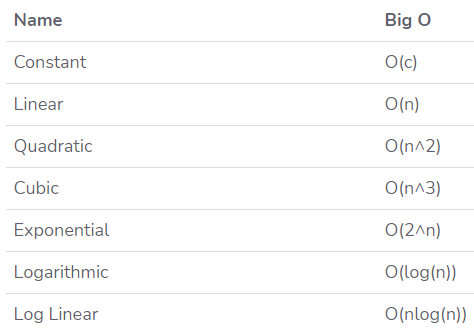 Name Big O
Constant O(c)
Linear O(n)
Quadratic O(n^2)
Cubic O(n^3)
Exponential O(2^n)
Logarithmic O(log(n))
Log Linear O(nlog(n))